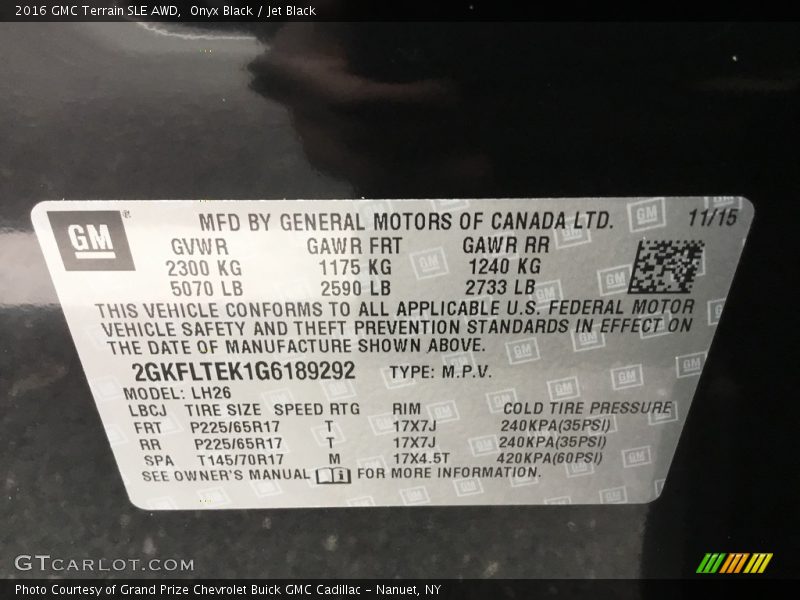 2016 GMC Terrain SLE AWD, Onyx Black / Jet Black
GM ®
MFD BY GENERAL MOTORS OF CANADA LTD. 11/15
GVWR GAWR FRT GAWR RR
2300 KG 1175 KG 1240 KG
5070 LB 2590 LB 2733 LB
THIS VEHICLE CONFORMS TO ALL APPLICABLE U.S. FEDERAL MOTOR
VEHICLE SAFETY AND THEFT PREVENTION STANDARDS IN EFFECT ON
THE DATE OF MANUFACTURE SHOWN ABOVE.
2GKFLTEK1G6189292 TYPE: M.P.V.
MODEL: LH26
LBCJ TIRE SIZE SPEED RTG RIM COLD TIRE PRESSURE
FRT P225/65R17 T 17X7J 240KPA(35PSI)
RR P225/65R17 T 17X7J 240KPA(35PSI)
SPA T145/70R17 M 17X4.5T 420KPA(60PSI)
SEE OWNER'S MANUAL FOR MORE INFORMATION.
GTCARLOT.COM
Photo Courtesy of Grand Prize Chevrolet Buick GMC Cadillac – Nanuet, NY